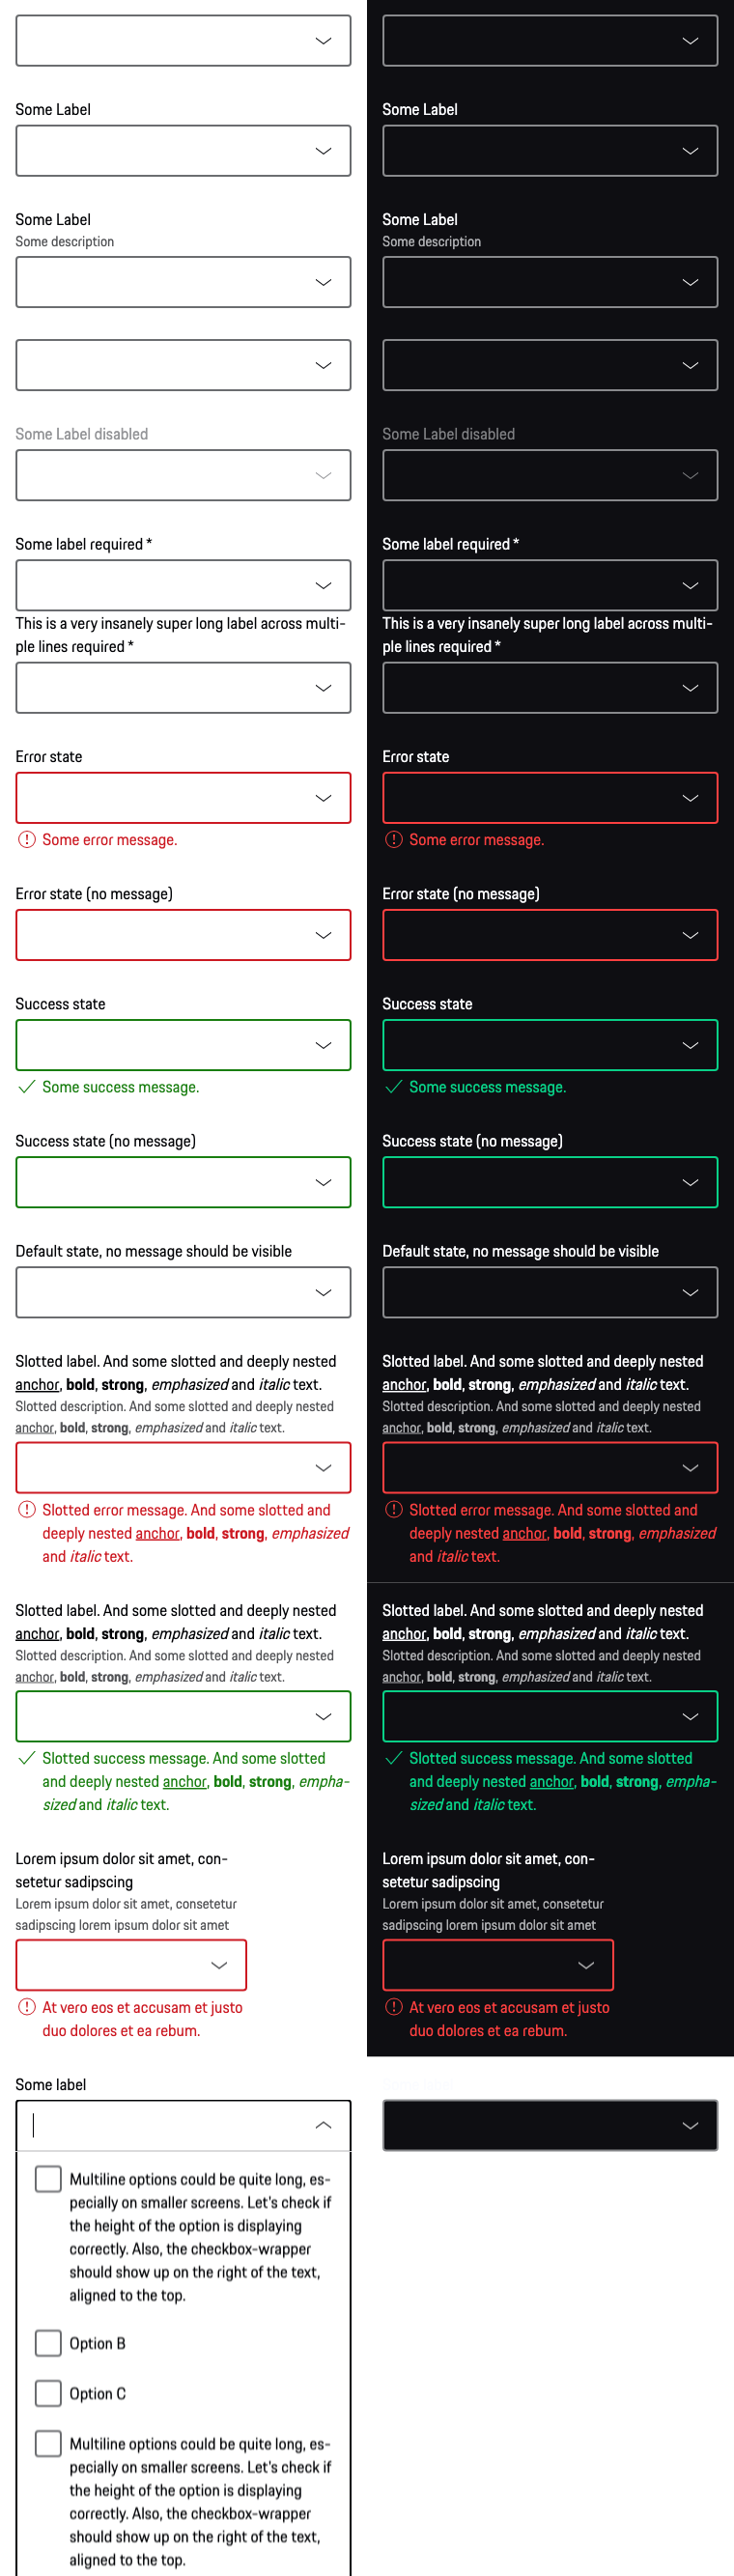 Some Label
Some Label
Some description
Some Label disabled
Some label required *
This is a very insanely super long label across multi-
ple lines required *
Error state
Some error message.
Error state (no message)
Success state
Some success message.
Success state (no message)
Default state, no message should be visible
Slotted label. And some slotted and deeply nested
anchor, bold, strong, emphasized and italic text.
Slotted description. And some slotted and deeply nested
anchor, bold, strong, emphasized and italic text.
Slotted error message. And some slotted and
deeply nested anchor, bold, strong, emphasized
and italic text.
Slotted label. And some slotted and deeply nested
anchor, bold, strong, emphasized and italic text.
Slotted description. And some slotted and deeply nested
anchor, bold, strong, emphasized and italic text.
Slotted success message. And some slotted
and deeply nested anchor, bold, strong, empha-
sized and italic text.
Lorem ipsum dolor sit amet, con-
setetur sadipscing
Lorem ipsum dolor sit amet, consetetur
sadipscing lorem ipsum dolor sit amet
At vero eos et accusam et justo
duo dolores et ea rebum.
Some label
Multiline options could be quite long, es-
pecially on smaller screens. Let's check if
the height of the option is displaying
correctly. Also, the checkbox-wrapper
should show up on the right of the text,
aligned to the top.
Option B
Option C
Multiline options could be quite long, es-
pecially on smaller screens. Let's check if
the height of the option is displaying
correctly. Also, the checkbox-wrapper
should show up on the right of the text,
aligned to the top.
Some Label
Some Label
Some description
Some Label disabled
Some label required *
This is a very insanely super long label across multi-
ple lines required *
Error state
Some error message.
Error state (no message)
Success state
Some success message.
Success state (no message)
Default state, no message should be visible
Slotted label. And some slotted and deeply nested
anchor, bold, strong, emphasized and italic text.
Slotted description. And some slotted and deeply nested
anchor, bold, strong, emphasized and italic text.
Slotted error message. And some slotted and
deeply nested anchor, bold, strong, emphasized
and italic text.
Slotted label. And some slotted and deeply nested
anchor, bold, strong, emphasized and italic text.
Slotted description. And some slotted and deeply nested
anchor, bold, strong, emphasized and italic text.
Slotted success message. And some slotted
and deeply nested anchor, bold, strong, empha-
sized and italic text.
Lorem ipsum dolor sit amet, con-
setetur sadipscing
Lorem ipsum dolor sit amet, consetetur
sadipscing lorem ipsum dolor sit amet
At vero eos et accusam et justo
duo dolores et ea rebum.